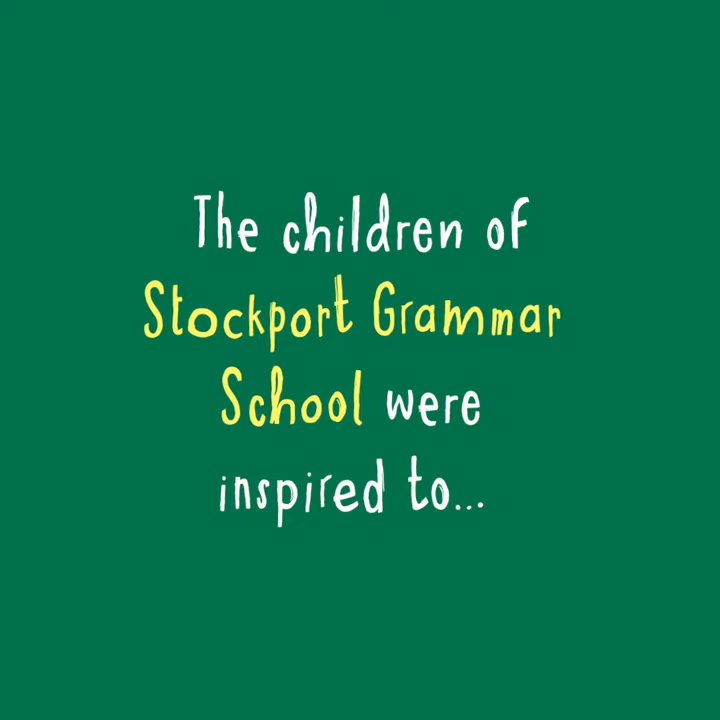 The children of
Stockport Grammar
School were
inspired to...